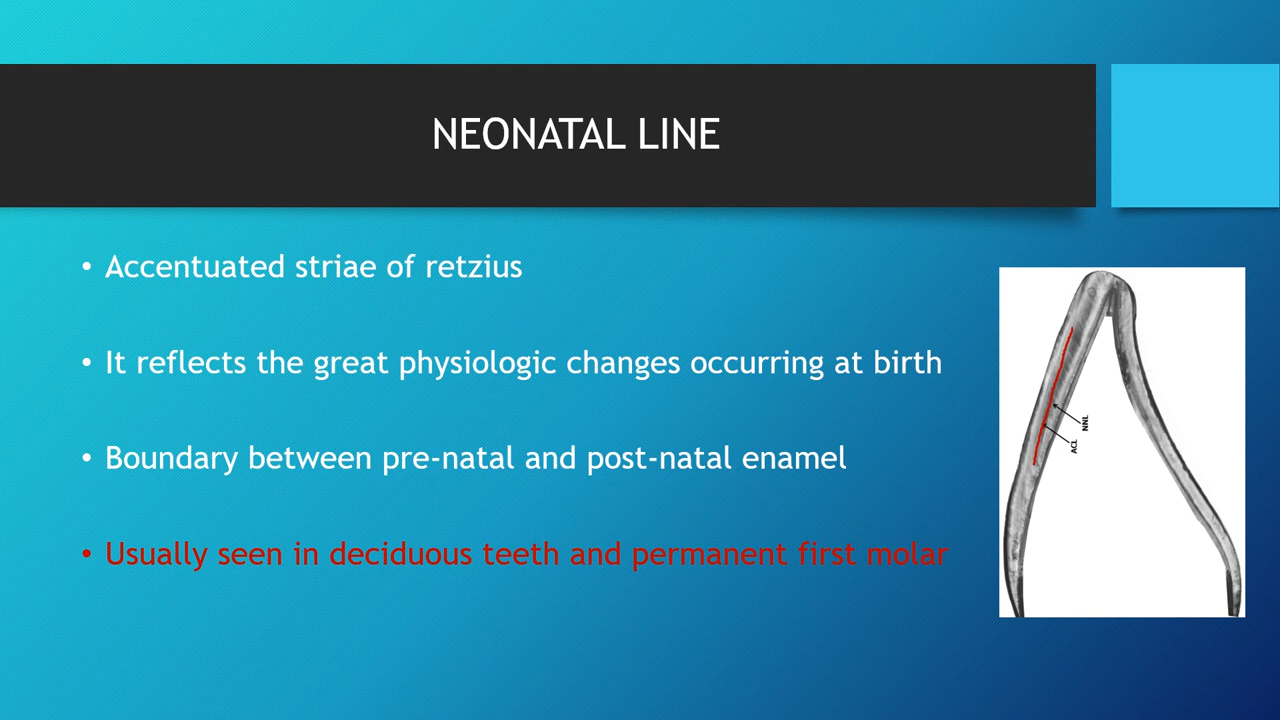 NEONATAL LINE
• Accentuated striae of retzius
• It reflects the great physiologic changes occurring at birth
• Boundary between pre-natal and post-natal enamel
• Usually seen in deciduous teeth and permanent first molar
NNL
ACL